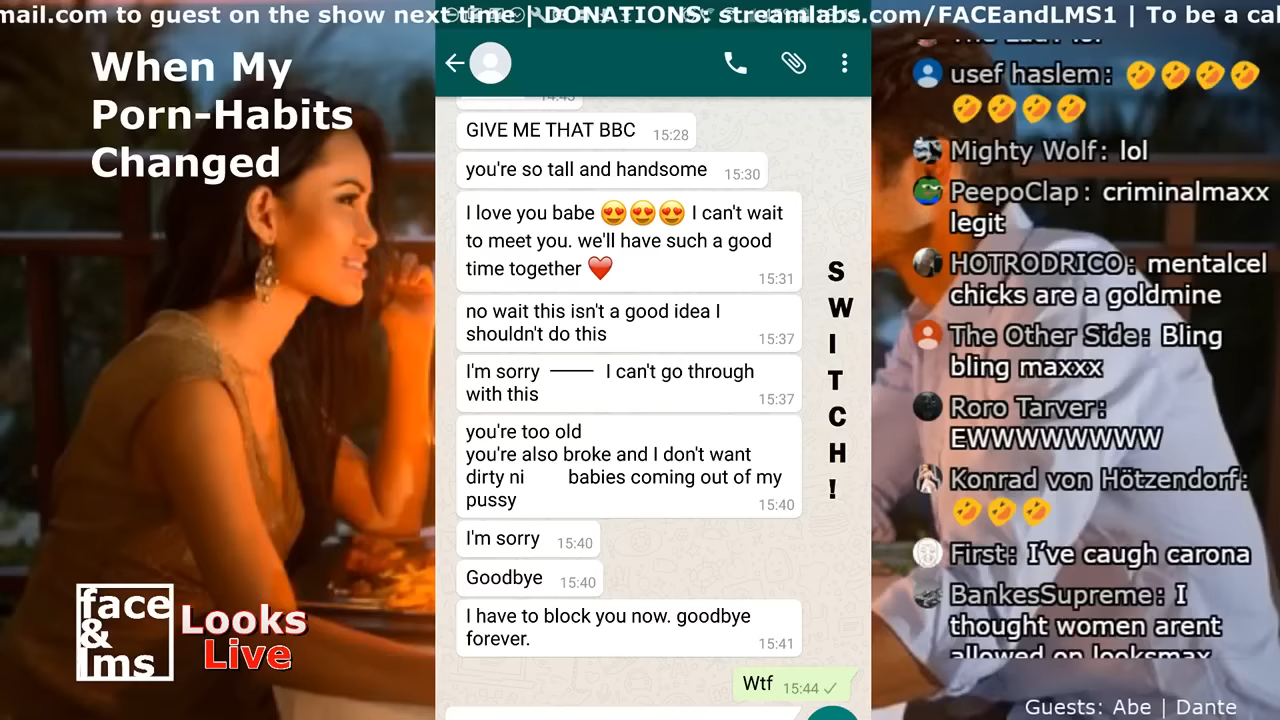 mail.com to guest on the show next time | DONATIONS: streamlabs.com/FACEandLMS1 | To be a cal
When My
Porn-Habits
Changed
14:45
GIVE ME THAT BBC 15:28
you're so tall and handsome 15:30
I love you babe 😍😍😍 I can't wait
to meet you. we'll have such a good
time together ❤️ 15:31
no wait this isn't a good idea I
shouldn't do this 15:37
I'm sorry —— I can't go through
with this 15:37
you're too old
you're also broke and I don't want
dirty ni babies coming out of my
pussy 15:40
I'm sorry 15:40
Goodbye 15:40
I have to block you now. goodbye
forever. 15:41
Wtf 15:44 ✓
S
W
I
T
C
H
!
usef haslem: 🤣🤣🤣🤣
🤣🤣🤣🤣
Mighty Wolf: lol
PeepoClap: criminalmaxx
legit
HOTRODRICO: mentalcel
chicks are a goldmine
The Other Side: Bling
bling maxxx
Roro Tarver:
EWWWWWWWW
Konrad von Hötzendorf:
🤣🤣🤣
First: I've caugh carona
BankesSupreme: I
thought women arent
allowed on looksmax
face
&
lms
Looks
Live
Guests: Abe | Dante